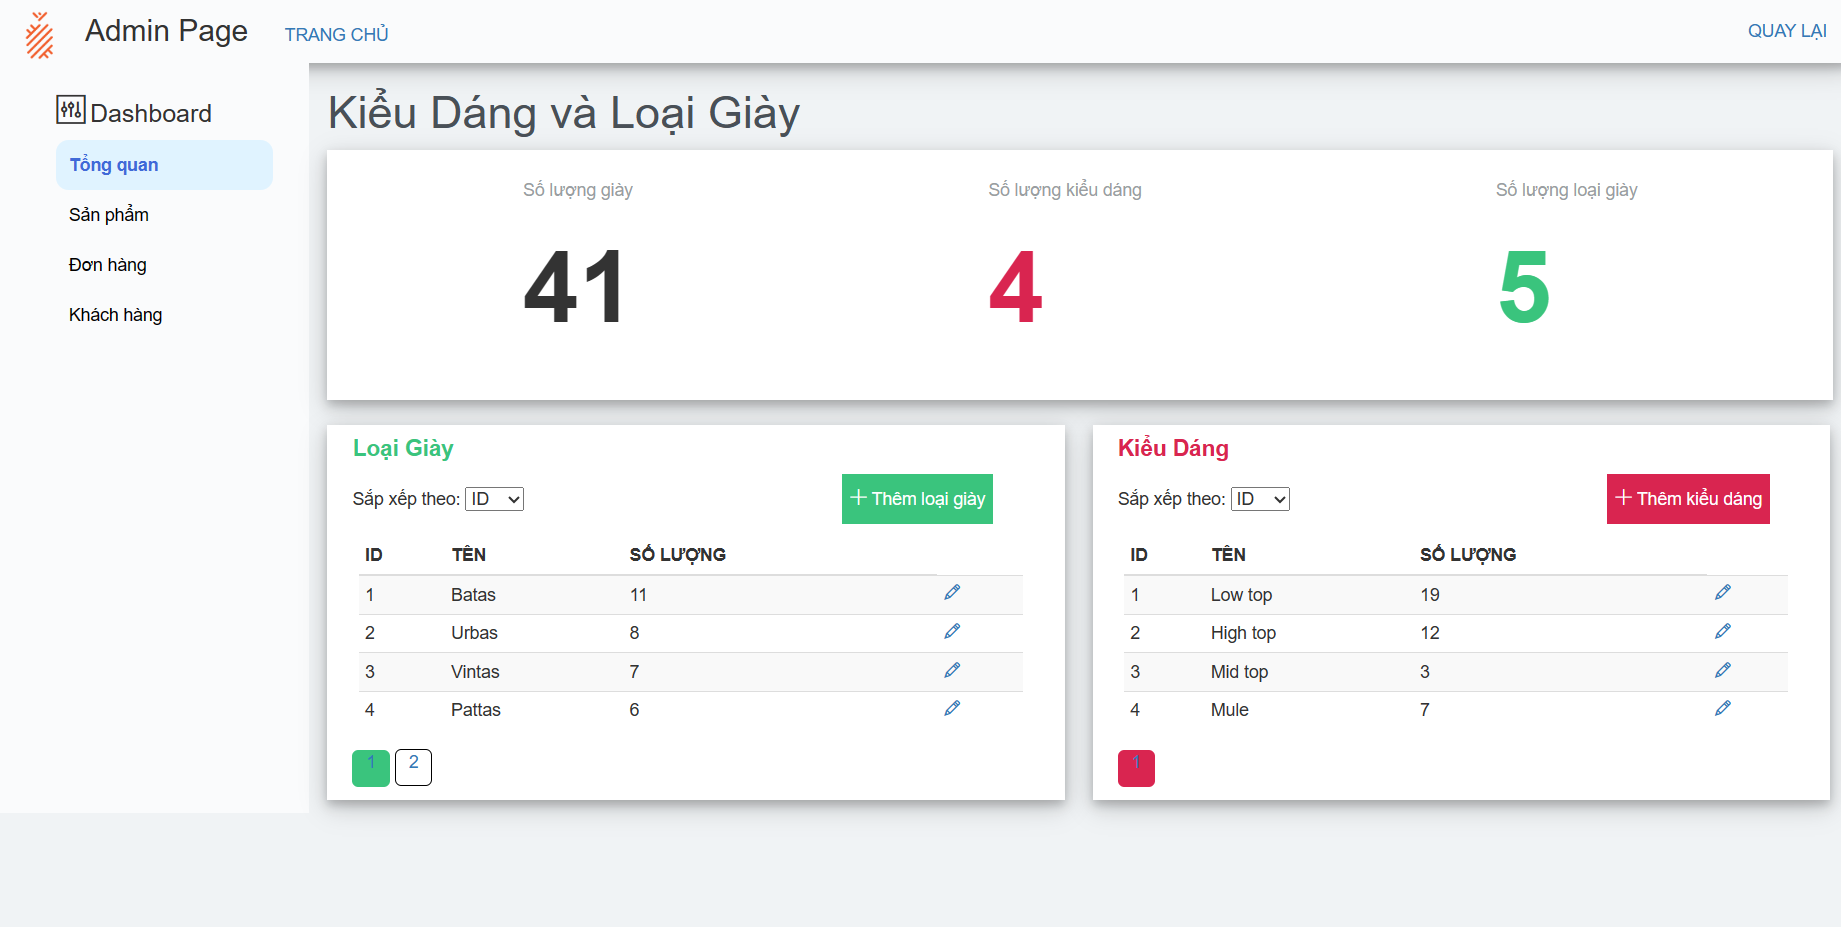 Admin Page
TRANG CHỦ
QUAY LẠI
Dashboard
Tổng quan
Sản phẩm
Đơn hàng
Khách hàng
Kiểu Dáng và Loại Giày
Số lượng giày
Số lượng kiểu dáng
Số lượng loại giày
41
4
5
Loại Giày
Sắp xếp theo: ID
Thêm loại giày
ID TÊN SỐ LƯỢNG
1 Batas 11
2 Urbas 8
3 Vintas 7
4 Pattas 6
1 2
Kiểu Dáng
Sắp xếp theo: ID
Thêm kiểu dáng
ID TÊN SỐ LƯỢNG
1 Low top 19
2 High top 12
3 Mid top 3
4 Mule 7
1